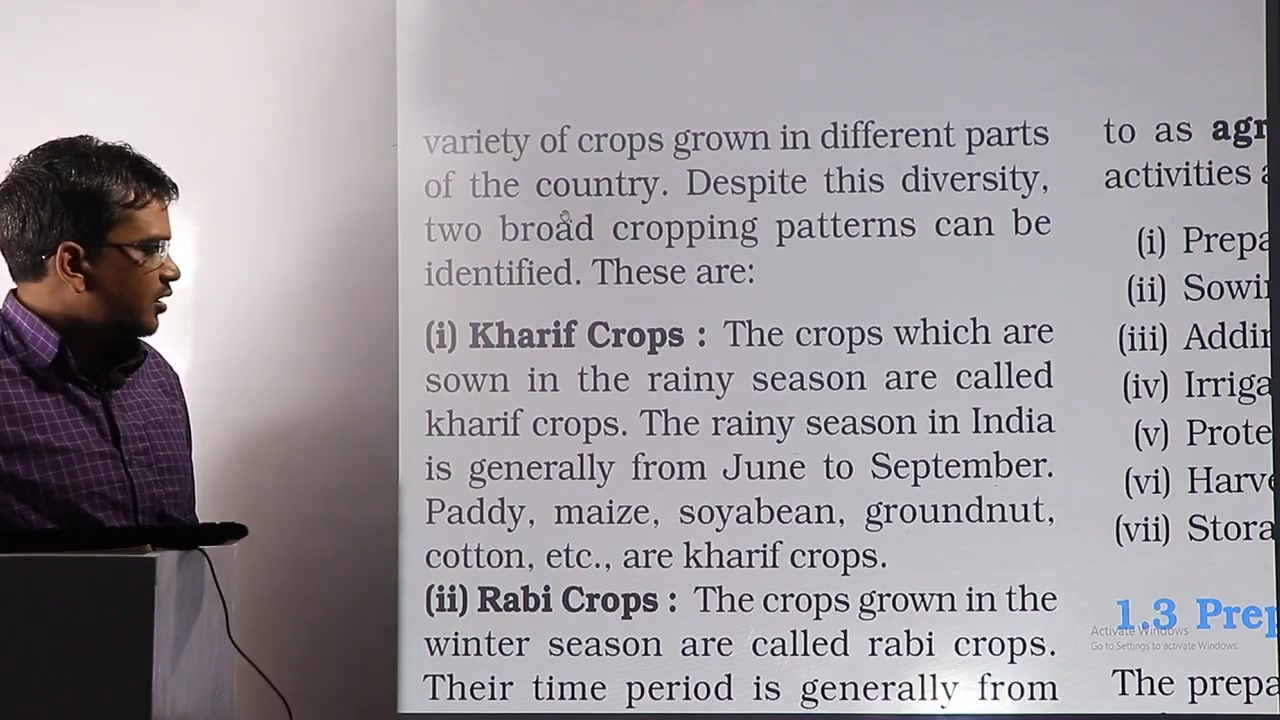 variety of crops grown in different parts
of the country. Despite this diversity,
two broad cropping patterns can be
identified. These are:
(i) Kharif Crops : The crops which are
sown in the rainy season are called
kharif crops. The rainy season in India
is generally from June to September.
Paddy, maize, soyabean, groundnut,
cotton, etc., are kharif crops.
(ii) Rabi Crops : The crops grown in the
winter season are called rabi crops.
Their time period is generally from
to as
activities
(i)
(ii)
(iii)
(iv)
(v)
(vi)
(vii)
1.3
Activate Windows
Go to Settings to activate Windows.
The